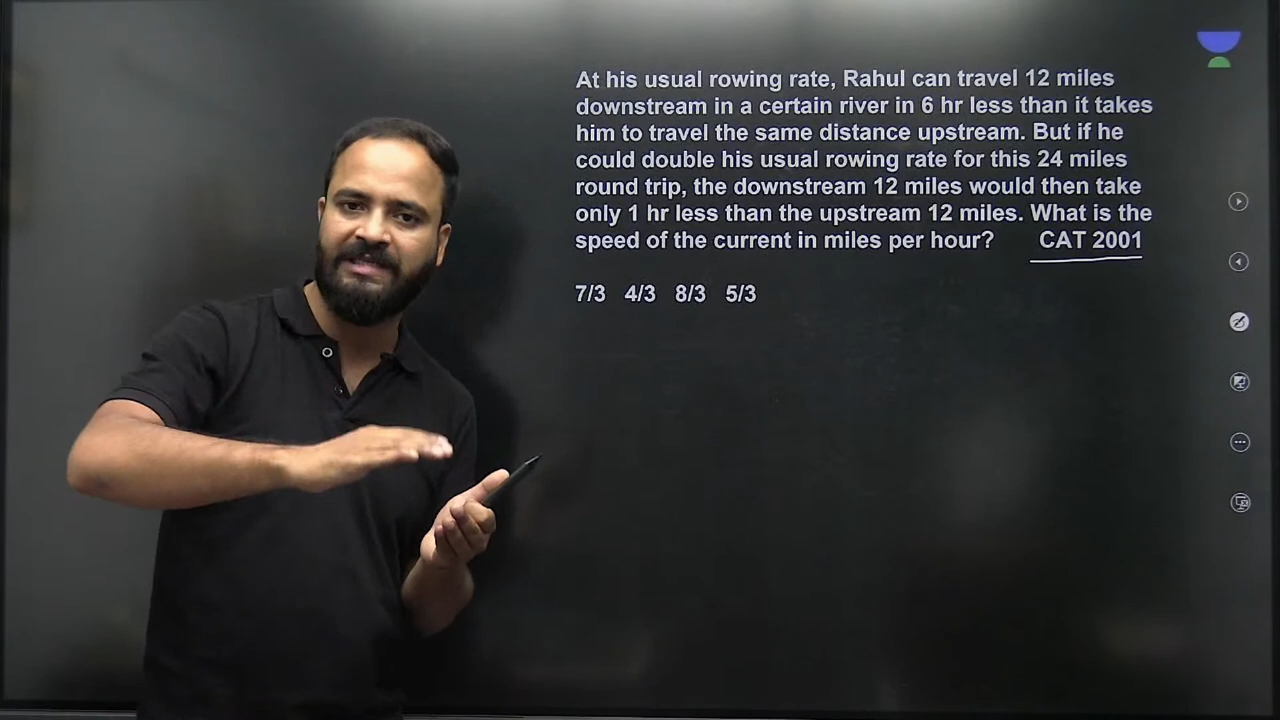 At his usual rowing rate, Rahul can travel 12 miles
downstream in a certain river in 6 hr less than it takes
him to travel the same distance upstream. But if he
could double his usual rowing rate for this 24 miles
round trip, the downstream 12 miles would then take
only 1 hr less than the upstream 12 miles. What is the
speed of the current in miles per hour? CAT 2001
7/3 4/3 8/3 5/3